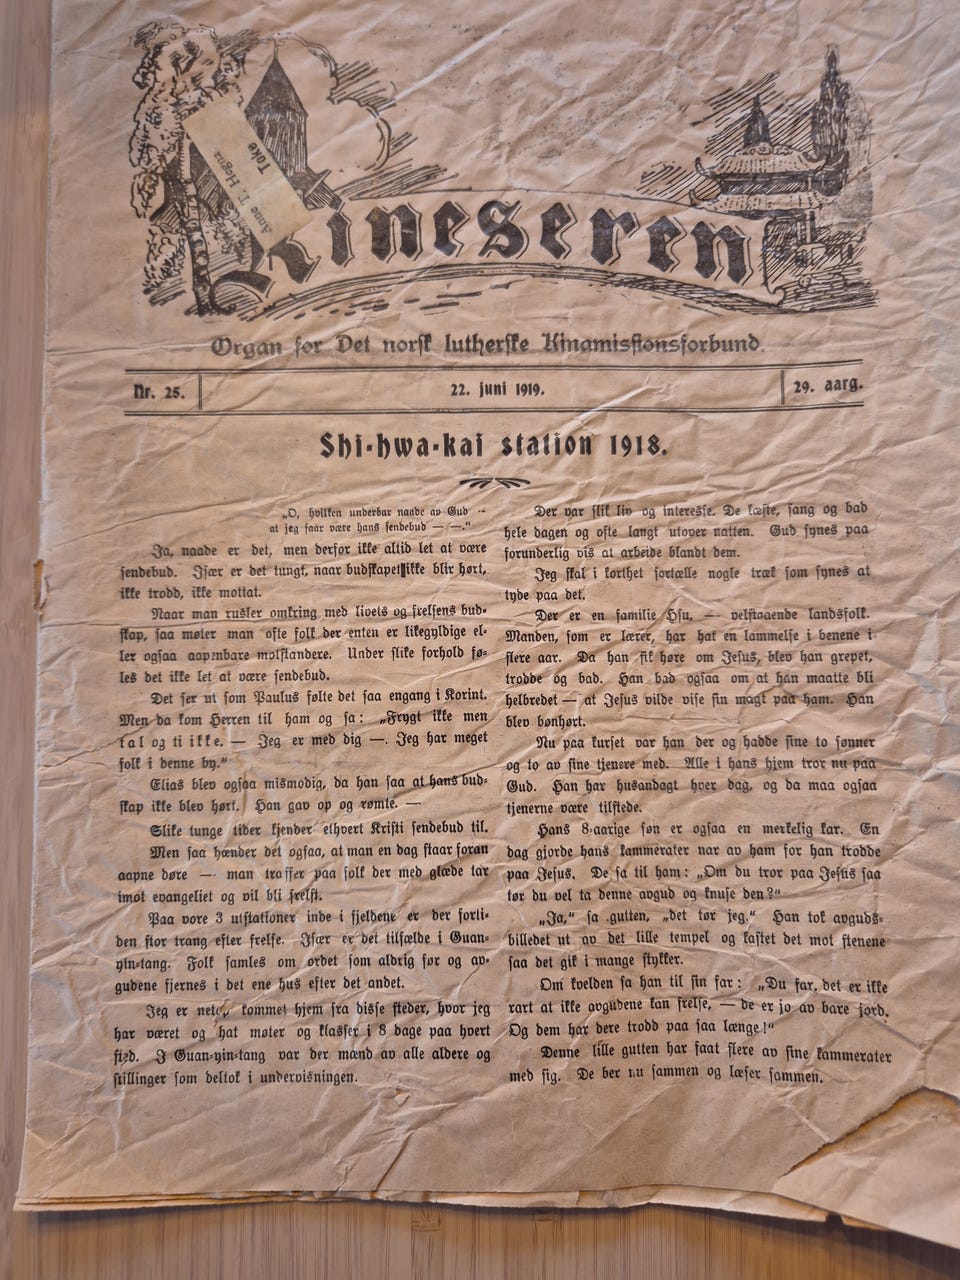 Anne T. Hegna
Toke
Kineseren
Organ for Det norsk lutherske Kinamissionsforbund.
Nr. 25.
22. juni 1919.
29. aarg.
Shi-hwa-kai station 1918.
„O, hvilken underbar naade av Gud —
at jeg faar være hans sendebud — —.“
Ja, naade er det, men derfor ikke altid let at være
sendebud. Især er det tungt, naar budskapet ikke blir hørt,
ikke trodd, ikke mottat.
Naar man rusler omkring med livets og frelsens bud-
skap, saa møter man ofte folk der enten er likegyldige el-
ler ogsaa aapenbare motstandere. Under slike forhold fø-
les det ikke let at være sendebud.
Det ser ut som Paulus følte det saa engang i Korint.
Men da kom Herren til ham og sa: „Frygt ikke men
tal og ti ikke. — Jeg er med dig —. Jeg har meget
folk i denne by.“
Elias blev ogsaa mismodig, da han saa at hans bud-
skap ikke blev hørt. Han gav op og rømte. —
Slike tunge tider kjender ethvert Kristi sendebud til.
Men saa hænder det ogsaa, at man en dag staar foran
aapne døre — man træffer paa folk der med glæde tar
imot evangeliet og vil bli frelst.
Paa vore 3 utstationer inde i fjeldene er der forti-
den stor trang efter frelse. Især er det tilfælde i Guan-
yin-tang. Folk samles om ordet som aldrig før og av-
gudene fjernes i det ene hus efter det andet.
Jeg er netop kommet hjem fra disse steder, hvor jeg
har været og hat møter og klasser i 8 dage paa hvert
sted. I Guan-yin-tang var der mænd av alle aldere og
stillinger som deltok i undervisningen.
Der var slik liv og interesse. De læste, sang og bad
hele dagen og ofte langt utover natten. Gud synes paa
forunderlig vis at arbeide blandt dem.
Jeg skal i korthet fortælle nogle træk som synes at
tyde paa det.
Der er en familie Hsu, — velstaaende landsfolk.
Manden, som er lærer, har hat en lammelse i benene i
flere aar. Da han fik høre om Jesus, blev han grepet,
trodde og bad. Han bad ogsaa om at han maatte bli
helbredet — at Jesus vilde vise sin magt paa ham. Han
blev bønhørt.
Nu paa kurset var han der og hadde sine to sønner
og to av sine tjenere med. Alle i hans hjem tror nu paa
Gud. Han har husandagt hver dag, og da maa ogsaa
tjenerne være tilstede.
Hans 8-aarige søn er ogsaa en merkelig kar. En
dag gjorde hans kammerater nar av ham for han trodde
paa Jesus. De sa til ham: „Om du tror paa Jesus saa
tør du vel ta denne avgud og knuse den?“
„Ja,“ sa gutten, „det tør jeg.“ Han tok avguds-
billedet ut av det lille tempel og kastet det mot stenene
saa det gik i mange stykker.
Om kvelden sa han til sin far: „Du far, det er ikke
rart at ikke avgudene kan frelse, — de er jo av bare jord.
Og dem har dere trodd paa saa længe!“
Denne lille gutten har faat flere av sine kammerater
med sig. De ber nu sammen og læser sammen.